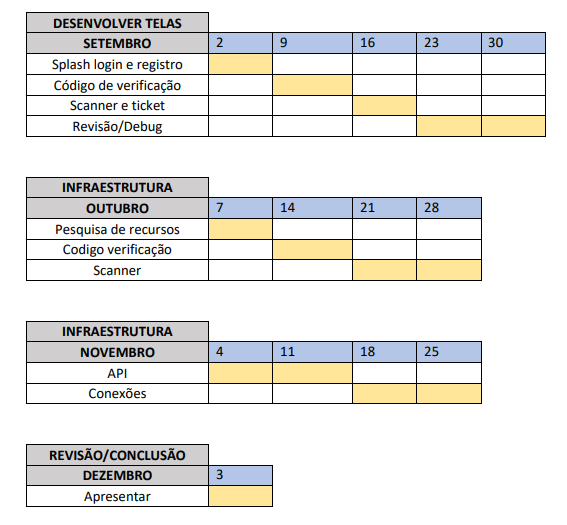 DESENVOLVER TELAS
SETEMBRO 2 9 16 23 30
Splash login e registro
Código de verificação
Scanner e ticket
Revisão/Debug
INFRAESTRUTURA
OUTUBRO 7 14 21 28
Pesquisa de recursos
Codigo verificação
Scanner
INFRAESTRUTURA
NOVEMBRO 4 11 18 25
API
Conexões
REVISÃO/CONCLUSÃO
DEZEMBRO 3
Apresentar